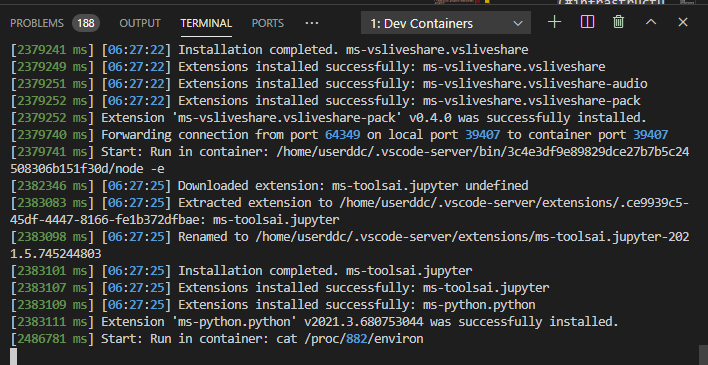 (#infrastructu
PROBLEMS 188 OUTPUT TERMINAL PORTS ... 1: Dev Containers
[2379241 ms] [06:27:22] Installation completed. ms-vsliveshare.vsliveshare
[2379249 ms] [06:27:22] Extensions installed successfully: ms-vsliveshare.vsliveshare
[2379251 ms] [06:27:22] Extensions installed successfully: ms-vsliveshare.vsliveshare-audio
[2379252 ms] [06:27:22] Extensions installed successfully: ms-vsliveshare.vsliveshare-pack
[2379252 ms] Extension 'ms-vsliveshare.vsliveshare-pack' v0.4.0 was successfully installed.
[2379740 ms] Forwarding connection from port 64349 on local port 39407 to container port 39407
[2379741 ms] Start: Run in container: /home/userddc/.vscode-server/bin/3c4e3df9e89829dce27b7b5c24
508306b151f30d/node -e
[2382346 ms] [06:27:25] Downloaded extension: ms-toolsai.jupyter undefined
[2383083 ms] [06:27:25] Extracted extension to /home/userddc/.vscode-server/extensions/.ce9939c5-
45df-4447-8166-fe1b372dfbae: ms-toolsai.jupyter
[2383098 ms] [06:27:25] Renamed to /home/userddc/.vscode-server/extensions/ms-toolsai.jupyter-202
1.5.745244803
[2383101 ms] [06:27:25] Installation completed. ms-toolsai.jupyter
[2383107 ms] [06:27:25] Extensions installed successfully: ms-toolsai.jupyter
[2383109 ms] [06:27:25] Extensions installed successfully: ms-python.python
[2383111 ms] Extension 'ms-python.python' v2021.3.680753044 was successfully installed.
[2486781 ms] Start: Run in container: cat /proc/882/environ